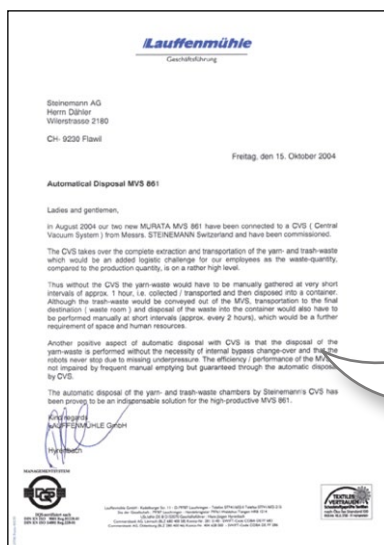 Lauffenmühle
Geschäftsführung
Steinemann AG
Herrn Dähler
Wilerstrasse 2180
CH- 9230 Flawil
Freitag, den 15. Oktober 2004
Automatical Disposal MVS 861
Ladies and gentlemen,
In August 2004 our two new MURATA MVS 861 have been connected to a CVS ( Central
Vacuum System ) from Messrs. STEINEMANN Switzerland and have been commissioned.
The CVS takes over the complete extraction and transportation of the yarn- and trash-waste
which would be an added logistic challenge for our employees as the waste-quantity,
compared to the production quantity, is on a rather high level.
Thus without the CVS the yarn-waste would have to be manually gathered at very short
intervals of approx. 1 hour, i.e. collected / transported and then disposed into a container.
Although the trash-waste would be conveyed out of the MVS, transportation to the final
destination ( waste room ) and disposal of the waste into the container would also have to
be performed manually at short intervals (approx. every 2 hours), which would be a further
requirement of space and human resources.
Another positive aspect of automatic disposal with CVS is that the disposal of the
yarn-waste is performed without the necessity of internal bypass change-over and that the
robots never stop due to missing underpressure. The efficiency / performance of the MVS
not impaired by frequent manual emptying but guaranteed through the automatic disposal
by CVS.
The automatic disposal of the yarn- and trash-waste chambers by Steinemann's CVS has
been proven to be an indispensable solution for the high-productive MVS 861.
Kind regards
LAUFFENMÜHLE GmbH
MANAGEMENTSYSTEM
DQS
TEXTILES
VERTRAUEN